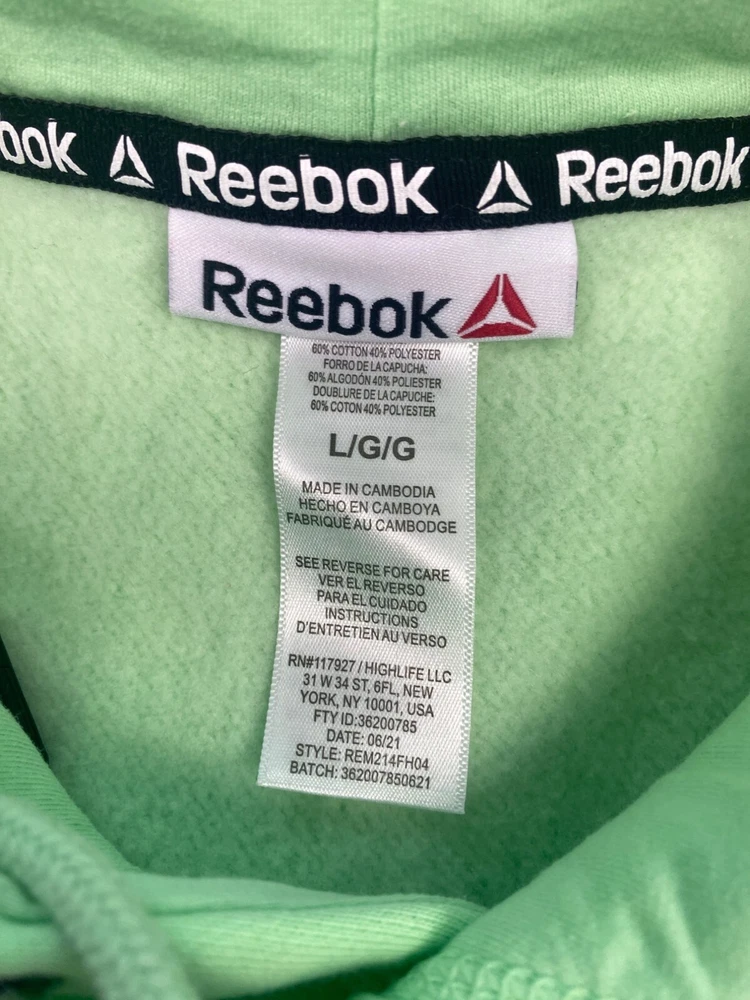 ook Reebok Reebok
Reebok
60% COTTON 40% POLYESTER
FORRO DE LA CAPUCHA:
60% ALGODÓN 40% POLIESTER
DOUBLURE DE LA CAPUCHE:
60% COTON 40% POLYESTER
L/G/G
MADE IN CAMBODIA
HECHO EN CAMBOYA
FABRIQUÉ AU CAMBODGE
SEE REVERSE FOR CARE
VER EL REVERSO
PARA EL CUIDADO
INSTRUCTIONS
D'ENTRETIEN AU VERSO
RN#117927 / HIGHLIFE LLC
31 W 34 ST, 6FL, NEW
YORK, NY 10001, USA
FTY ID:36200785
DATE: 06/21
STYLE: REM214FH04
BATCH: 362007850621